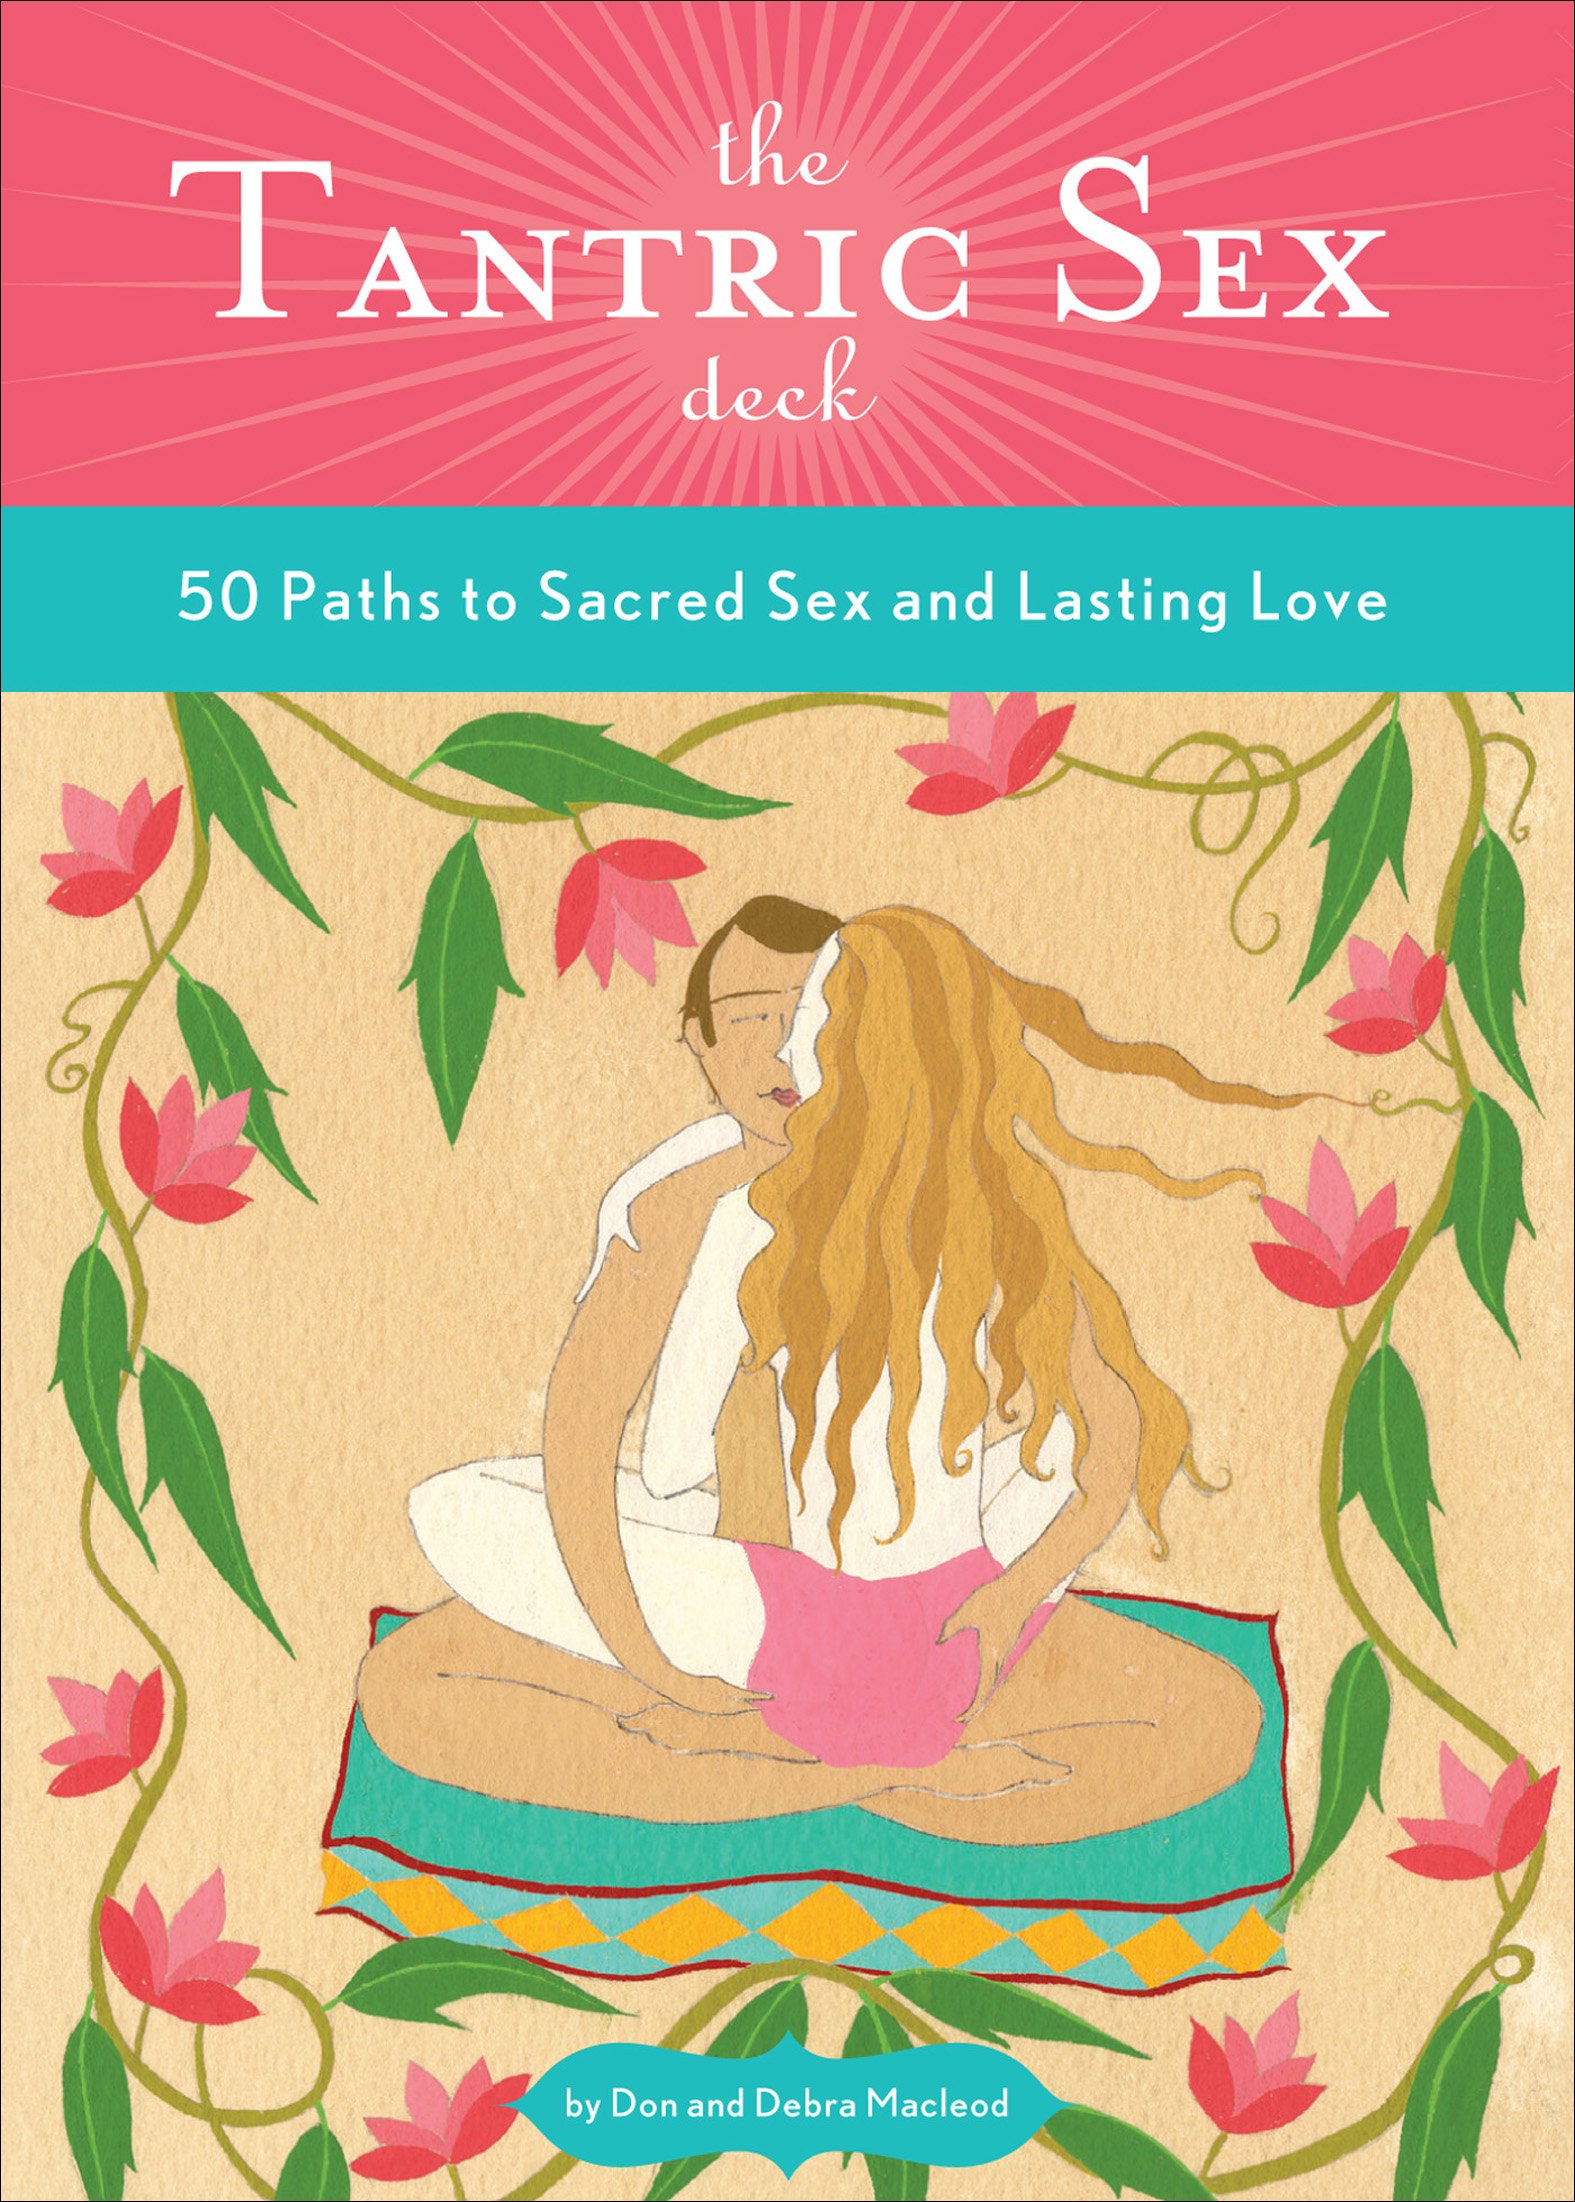 the
TANTRIC SEX
deck
50 Paths to Sacred Sex and Lasting Love
by Don and Debra Macleod